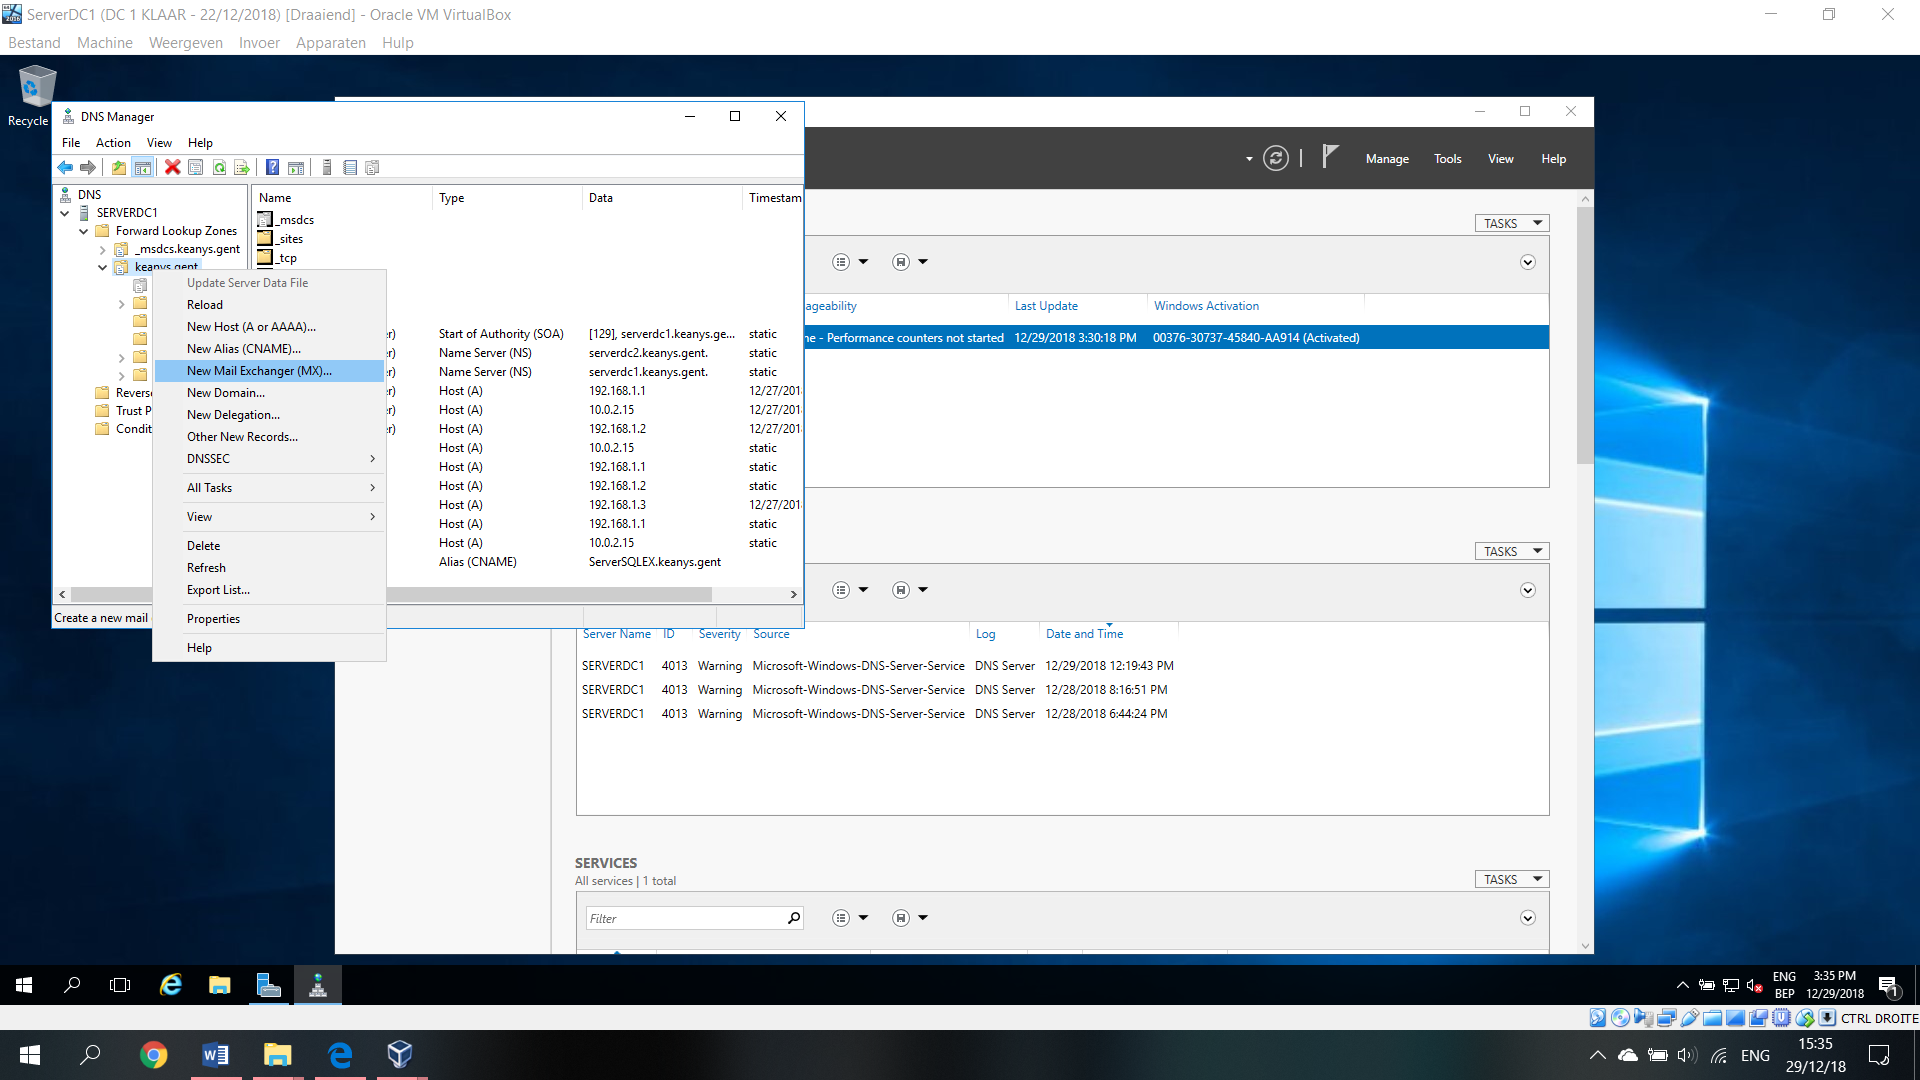 ServerDC1 (DC 1 KLAAR - 22/12/2018) [Draaiend] - Oracle VM VirtualBox
Bestand Machine Weergeven Invoer Apparaten Hulp
Recycle
DNS Manager
File Action View Help
DNS
SERVERDC1
Forward Lookup Zones
_msdcs.keanys.gent
keanys.gent
Reverse
Trust P
Condit
Name Type Data Timestam
_msdcs
_sites
_tcp
r) Start of Authority (SOA) [129], serverdc1.keanys.ge... static
r) Name Server (NS) serverdc2.keanys.gent. static
r) Name Server (NS) serverdc1.keanys.gent. static
r) Host (A) 192.168.1.1 12/27/201
r) Host (A) 10.0.2.15 12/27/201
r) Host (A) 192.168.1.2 12/27/201
Host (A) 10.0.2.15 static
Host (A) 192.168.1.1 static
Host (A) 192.168.1.2 static
Host (A) 192.168.1.3 12/27/201
Host (A) 192.168.1.1 static
Host (A) 10.0.2.15 static
Alias (CNAME) ServerSQLEX.keanys.gent
Create a new mail
Update Server Data File
Reload
New Host (A or AAAA)...
New Alias (CNAME)...
New Mail Exchanger (MX)...
New Domain...
New Delegation...
Other New Records...
DNSSEC
All Tasks
View
Delete
Refresh
Export List...
Properties
Help
Manage Tools View Help
TASKS
ageability Last Update Windows Activation
ne - Performance counters not started 12/29/2018 3:30:18 PM 00376-30737-45840-AA914 (Activated)
TASKS
Server Name ID Severity Source Log Date and Time
SERVERDC1 4013 Warning Microsoft-Windows-DNS-Server-Service DNS Server 12/29/2018 12:19:43 PM
SERVERDC1 4013 Warning Microsoft-Windows-DNS-Server-Service DNS Server 12/28/2018 8:16:51 PM
SERVERDC1 4013 Warning Microsoft-Windows-DNS-Server-Service DNS Server 12/28/2018 6:44:24 PM
SERVICES
All services | 1 total
TASKS
Filter
ENG
BEP
3:35 PM
12/29/2018
1
CTRL DROITE
ENG
15:35
29/12/18